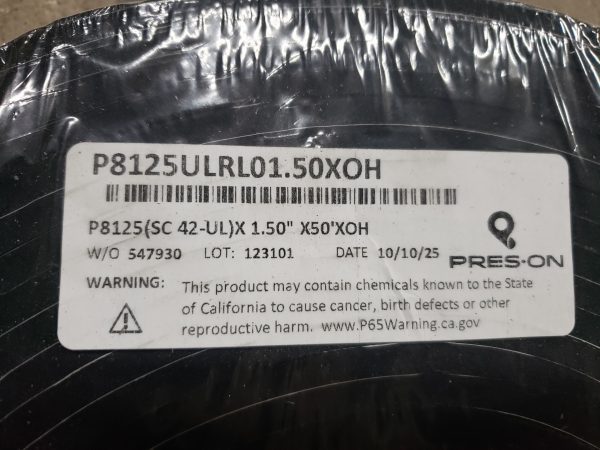 P8125ULRL01.50XOH
P8125(SC 42-UL)X 1.50" X50'XOH
W/O 547930 LOT: 123101 DATE 10/10/25
PRES-ON
WARNING: This product may contain chemicals known to the State
of California to cause cancer, birth defects or other
reproductive harm. www.P65Warning.ca.gov